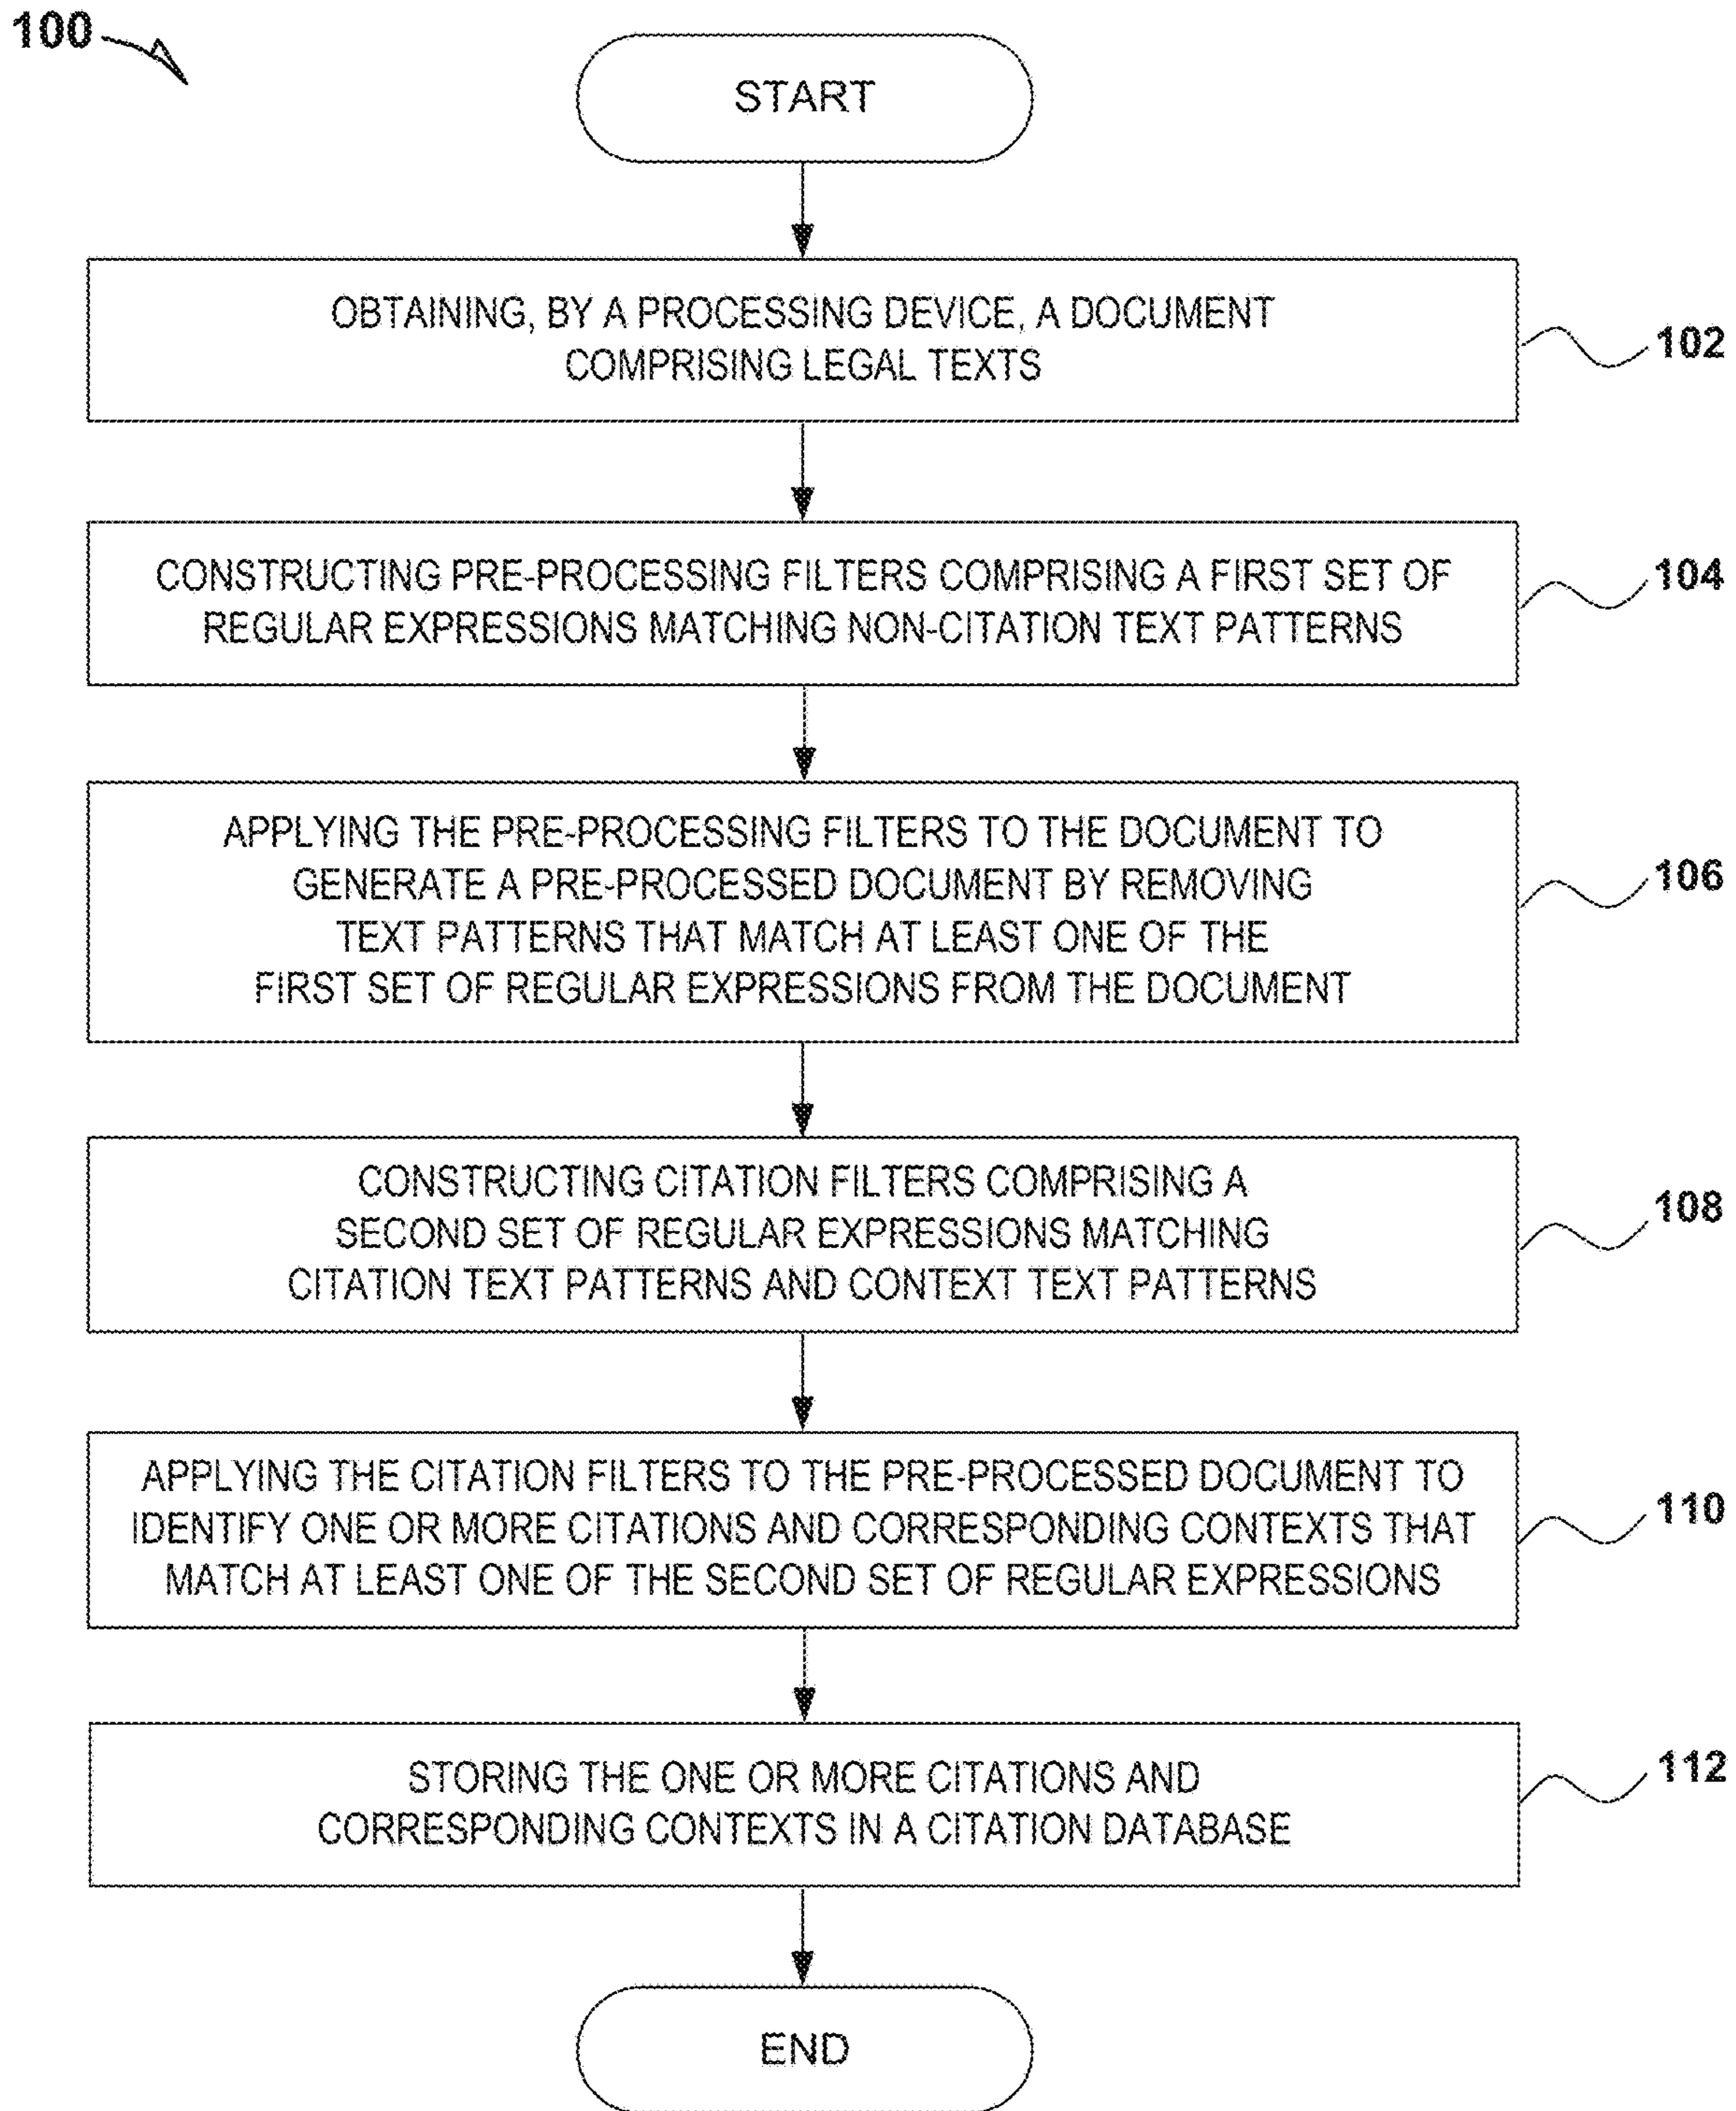 100
START
OBTAINING, BY A PROCESSING DEVICE, A DOCUMENT
COMPRISING LEGAL TEXTS
102
CONSTRUCTING PRE-PROCESSING FILTERS COMPRISING A FIRST SET OF
REGULAR EXPRESSIONS MATCHING NON-CITATION TEXT PATTERNS
104
APPLYING THE PRE-PROCESSING FILTERS TO THE DOCUMENT TO
GENERATE A PRE-PROCESSED DOCUMENT BY REMOVING
TEXT PATTERNS THAT MATCH AT LEAST ONE OF THE
FIRST SET OF REGULAR EXPRESSIONS FROM THE DOCUMENT
106
CONSTRUCTING CITATION FILTERS COMPRISING A
SECOND SET OF REGULAR EXPRESSIONS MATCHING
CITATION TEXT PATTERNS AND CONTEXT TEXT PATTERNS
108
APPLYING THE CITATION FILTERS TO THE PRE-PROCESSED DOCUMENT TO
IDENTIFY ONE OR MORE CITATIONS AND CORRESPONDING CONTEXTS THAT
MATCH AT LEAST ONE OF THE SECOND SET OF REGULAR EXPRESSIONS
110
STORING THE ONE OR MORE CITATIONS AND
CORRESPONDING CONTEXTS IN A CITATION DATABASE
112
END